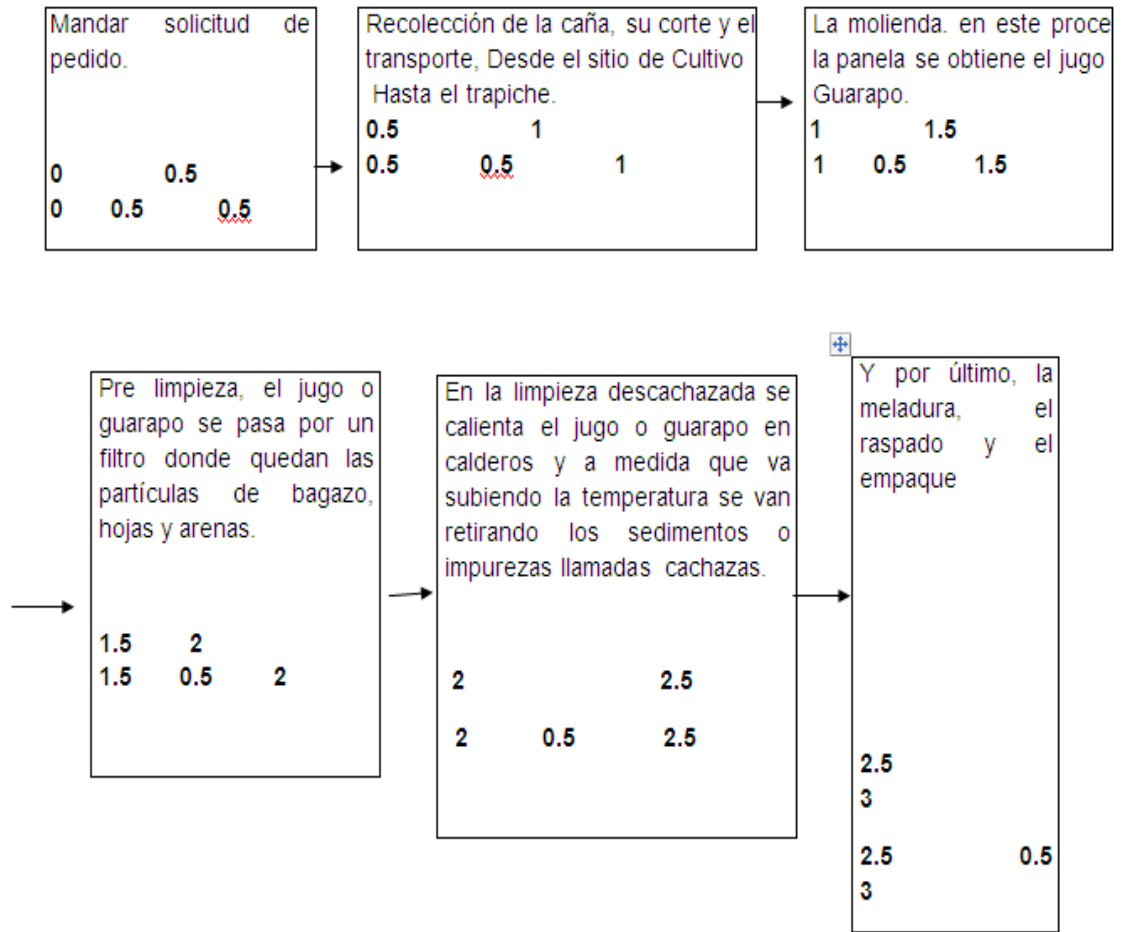 Mandar solicitud de
pedido.
0 0.5
0 0.5 0.5
Recolección de la caña, su corte y el
transporte, Desde el sitio de Cultivo
Hasta el trapiche.
0.5 1
0.5 0.5 1
La molienda. en este proce
la panela se obtiene el jugo
Guarapo.
1 1.5
1 0.5 1.5
Pre limpieza, el jugo o
guarapo se pasa por un
filtro donde quedan las
partículas de bagazo,
hojas y arenas.
1.5 2
1.5 0.5 2
En la limpieza descachazada se
calienta el jugo o guarapo en
calderos y a medida que va
subiendo la temperatura se van
retirando los sedimentos o
impurezas llamadas cachazas.
2 2.5
2 0.5 2.5
Y por último, la
meladura, el
raspado y el
empaque
2.5
3
2.5 0.5
3